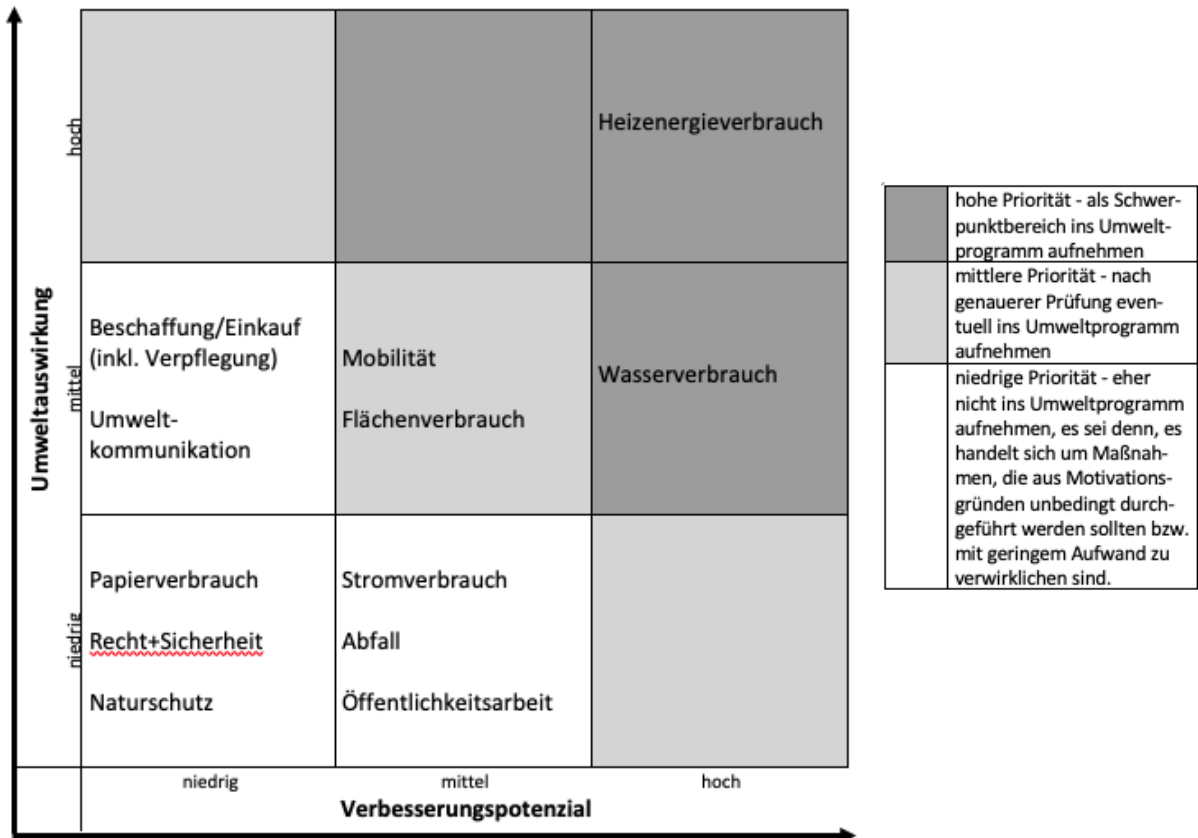 hoch
Heizenergieverbrauch
Umweltauswirkung
mittel
Beschaffung/Einkauf
(inkl. Verpflegung)
Umwelt-
kommunikation
Mobilität
Flächenverbrauch
Wasserverbrauch
niedrig
Papierverbrauch
Recht+Sicherheit
Naturschutz
Stromverbrauch
Abfall
Öffentlichkeitsarbeit
niedrig
mittel
hoch
Verbesserungspotenzial
hohe Priorität - als Schwer-
punktbereich ins Umwelt-
programm aufnehmen
mittlere Priorität - nach
genauerer Prüfung even-
tuell ins Umweltprogramm
aufnehmen
niedrige Priorität - eher
nicht ins Umweltprogramm
aufnehmen, es sei denn, es
handelt sich um Maßnah-
men, die aus Motivations-
gründen unbedingt durch-
geführt werden sollten bzw.
mit geringem Aufwand zu
verwirklichen sind.